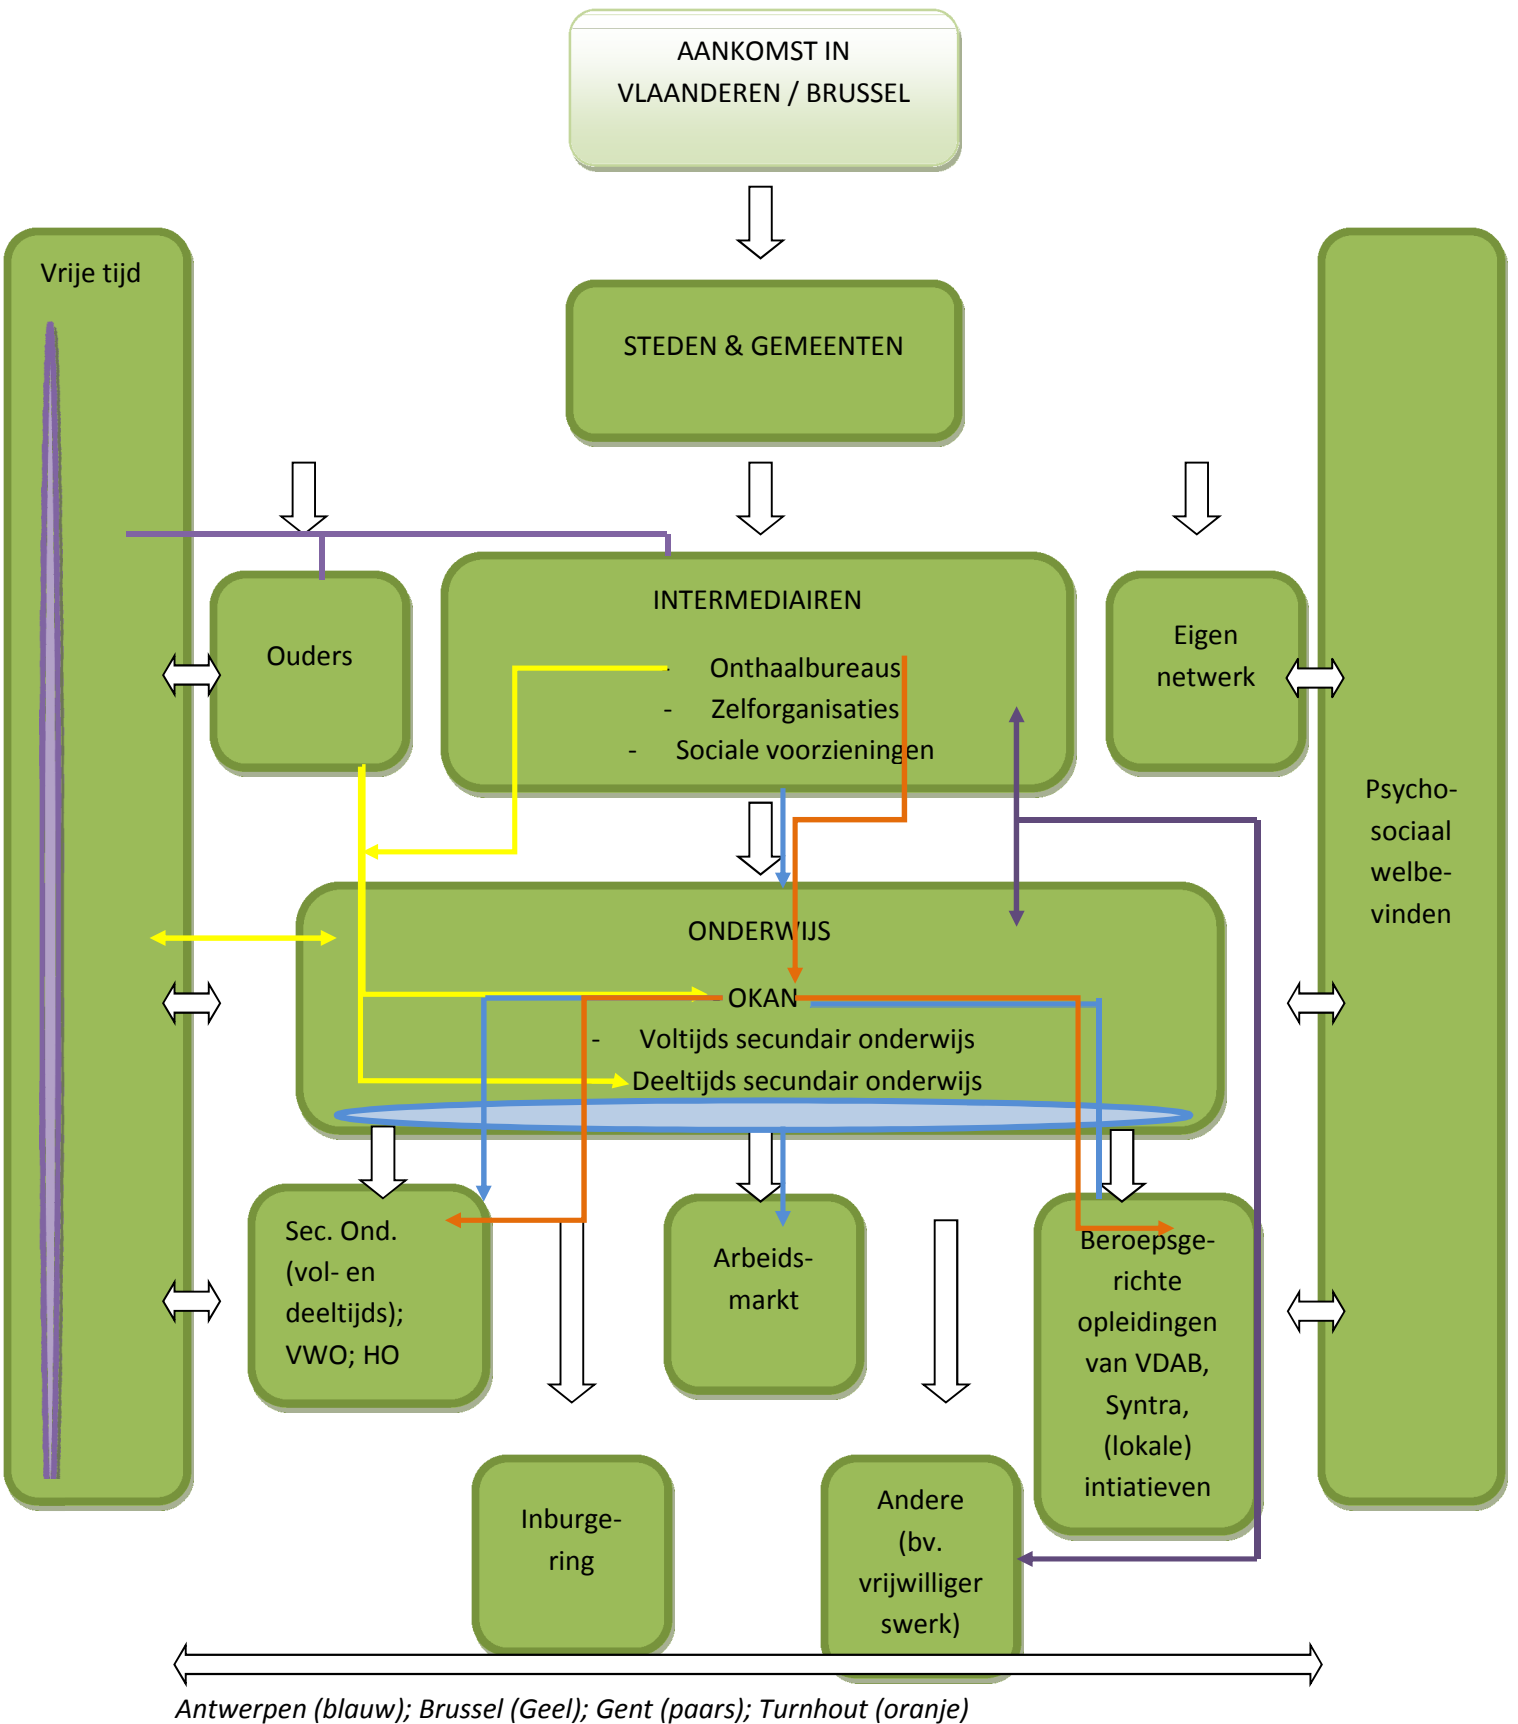 AANKOMST IN
VLAANDEREN / BRUSSEL
Vrije tijd
STEDEN & GEMEENTEN
INTERMEDIAIREN
- Onthaalbureaus
- Zelforganisaties
- Sociale voorzieningen
Ouders
Eigen
netwerk
Psycho-
sociaal
welbe-
vinden
ONDERWIJS
- OKAN
- Voltijds secundair onderwijs
Deeltijds secundair onderwijs
Sec. Ond.
(vol- en
deeltijds);
VWO; HO
Arbeids-
markt
Beroepsge-
richte
opleidingen
van VDAB,
Syntra,
(lokale)
intiatieven
Inburge-
ring
Andere
(bv.
vrijwilliger
swerk)
Antwerpen (blauw); Brussel (Geel); Gent (paars); Turnhout (oranje)